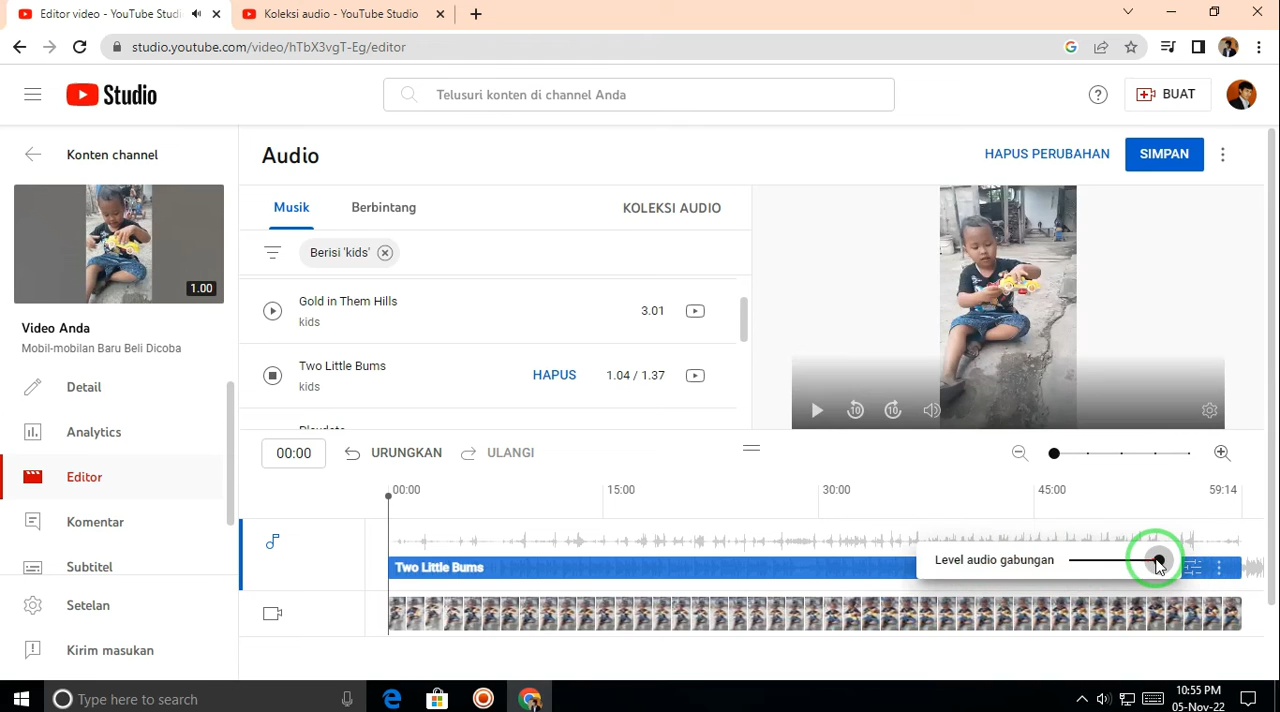 Editor video - YouTube Studi
Koleksi audio - YouTube Studio
studio.youtube.com/video/hTbX3vgT-Eg/editor
Studio
Telusuri konten di channel Anda
BUAT
Konten channel
1.00
Video Anda
Mobil-mobilan Baru Beli Dicoba
Detail
Analytics
Editor
Komentar
Subtitel
Setelan
Kirim masukan
Audio
HAPUS PERUBAHAN
SIMPAN
Musik
Berbintang
KOLEKSI AUDIO
Berisi 'kids'
Gold in Them Hills
kids
3.01
Two Little Bums
kids
HAPUS
1.04 / 1.37
00:00
URUNGKAN
ULANGI
00:00
15:00
30:00
45:00
59:14
Level audio gabungan
Two Little Bums
Type here to search
10:55 PM
05-Nov-22